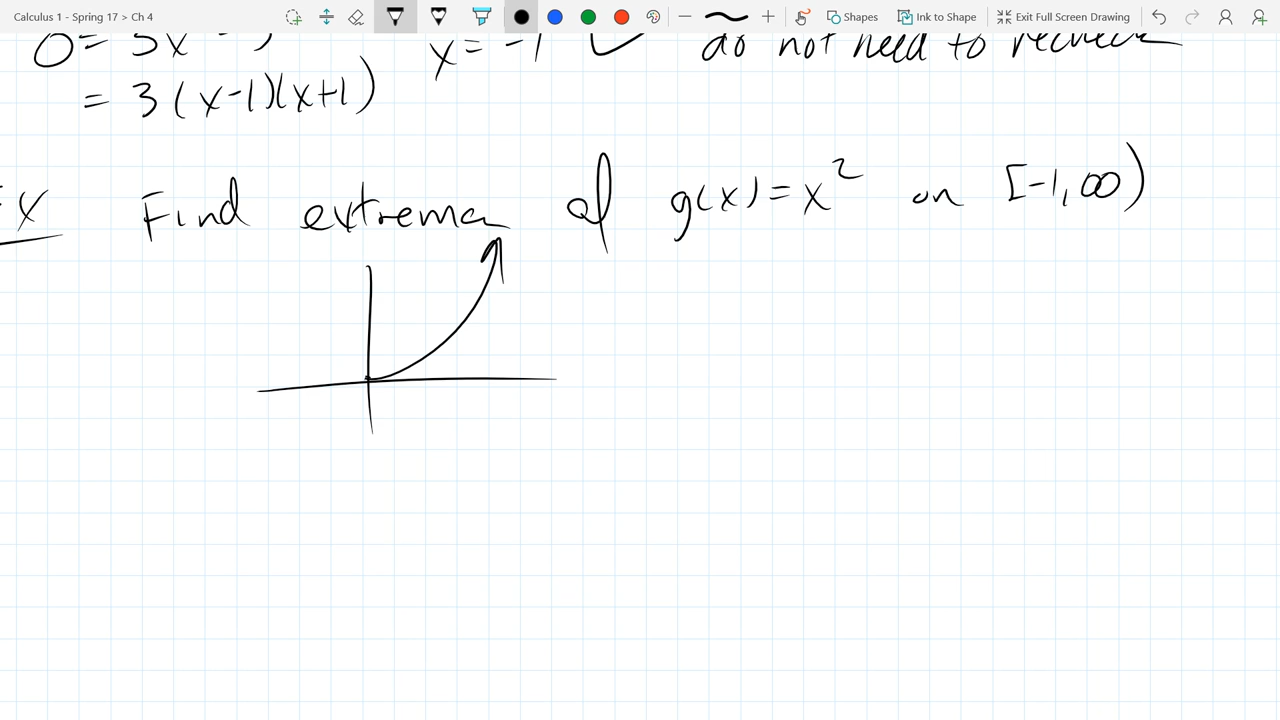 Calculus 1 - Spring 17 > Ch 4
Shapes
Ink to Shape
Exit Full Screen Drawing
x = -1 ✓ do not need to recheck
= 3(x-1)(x+1)
Ex Find extrema of g(x) = x² on [-1, ∞)